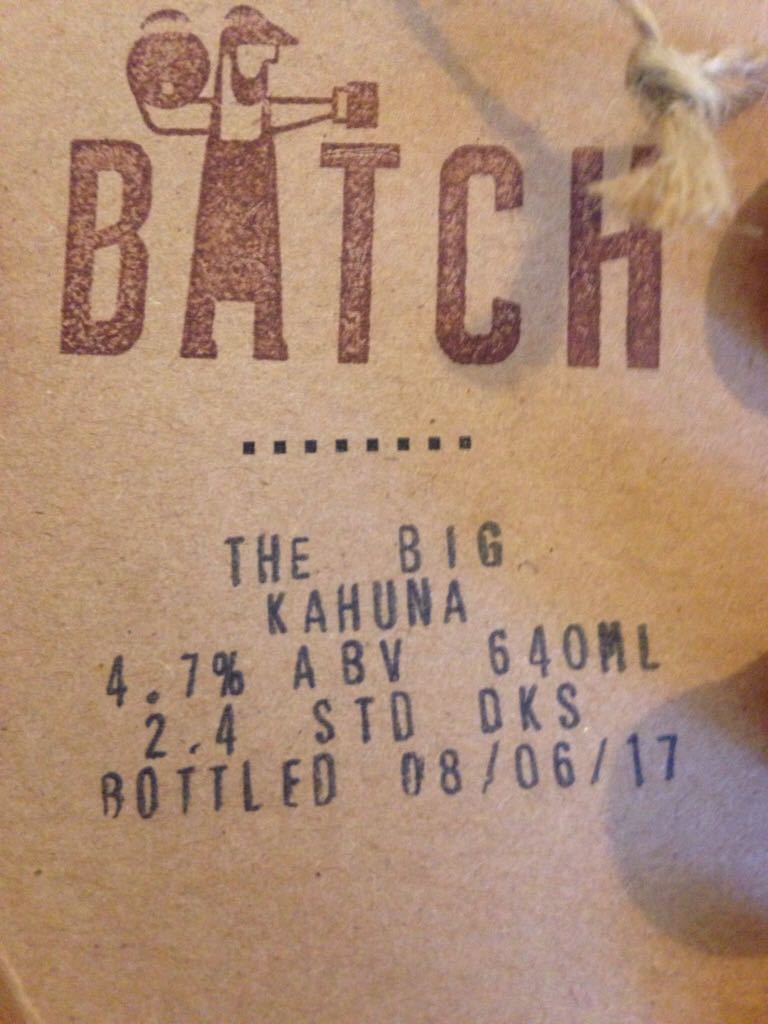 BATCH
THE BIG
KAHUNA
4.7% ABV 640ML
2.4 STD DKS
BOTTLED 08/06/17